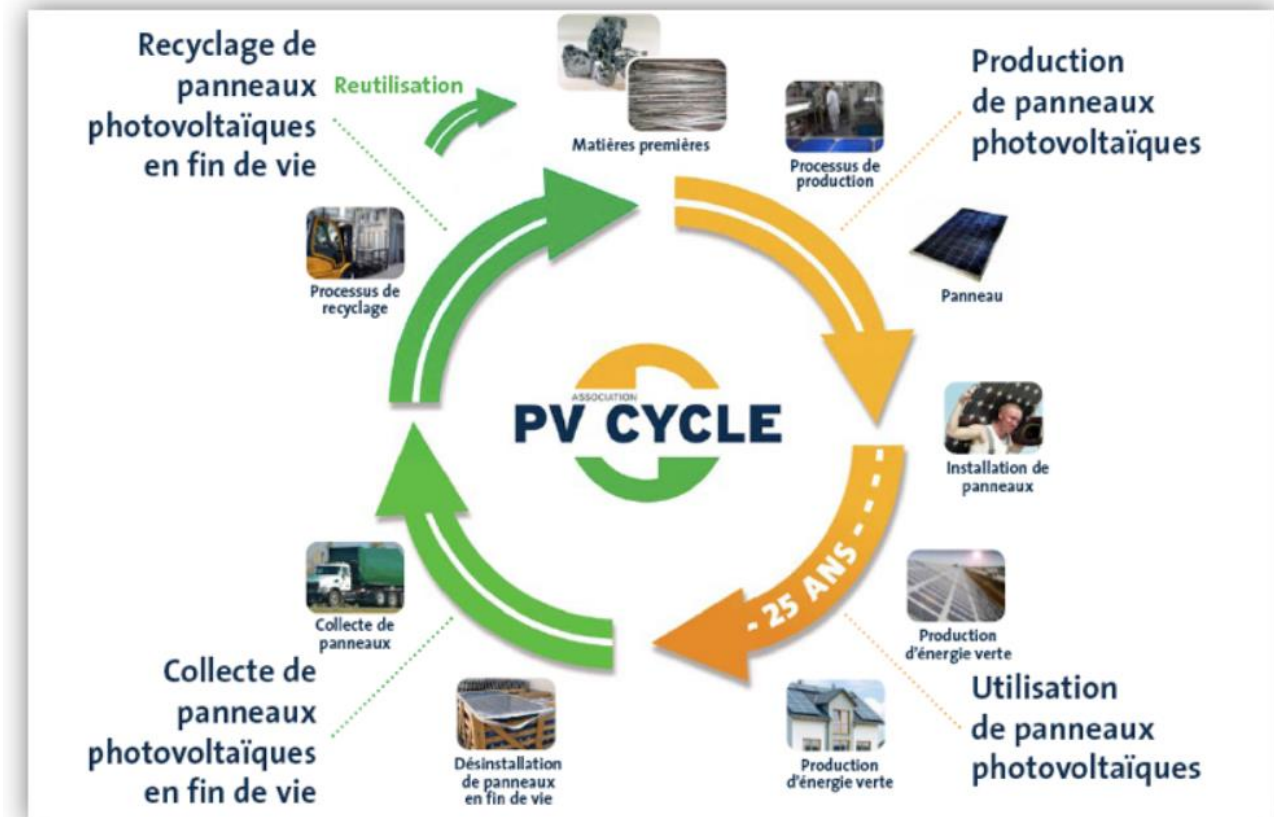 Recyclage de
panneaux
photovoltaïques
en fin de vie
Reutilisation
Matières premières
Processus de
production
Production
de panneaux
photovoltaïques
Panneau
Installation de
panneaux
- 25 ANS - - - -
Production
d'énergie verte
Utilisation
de panneaux
photovoltaïques
Production
d'énergie verte
Désinstallation
de panneaux
en fin de vie
Collecte de
panneaux
Collecte de
panneaux
photovoltaïques
en fin de vie
Processus de
recyclage
ASSOCIATION
PV CYCLE